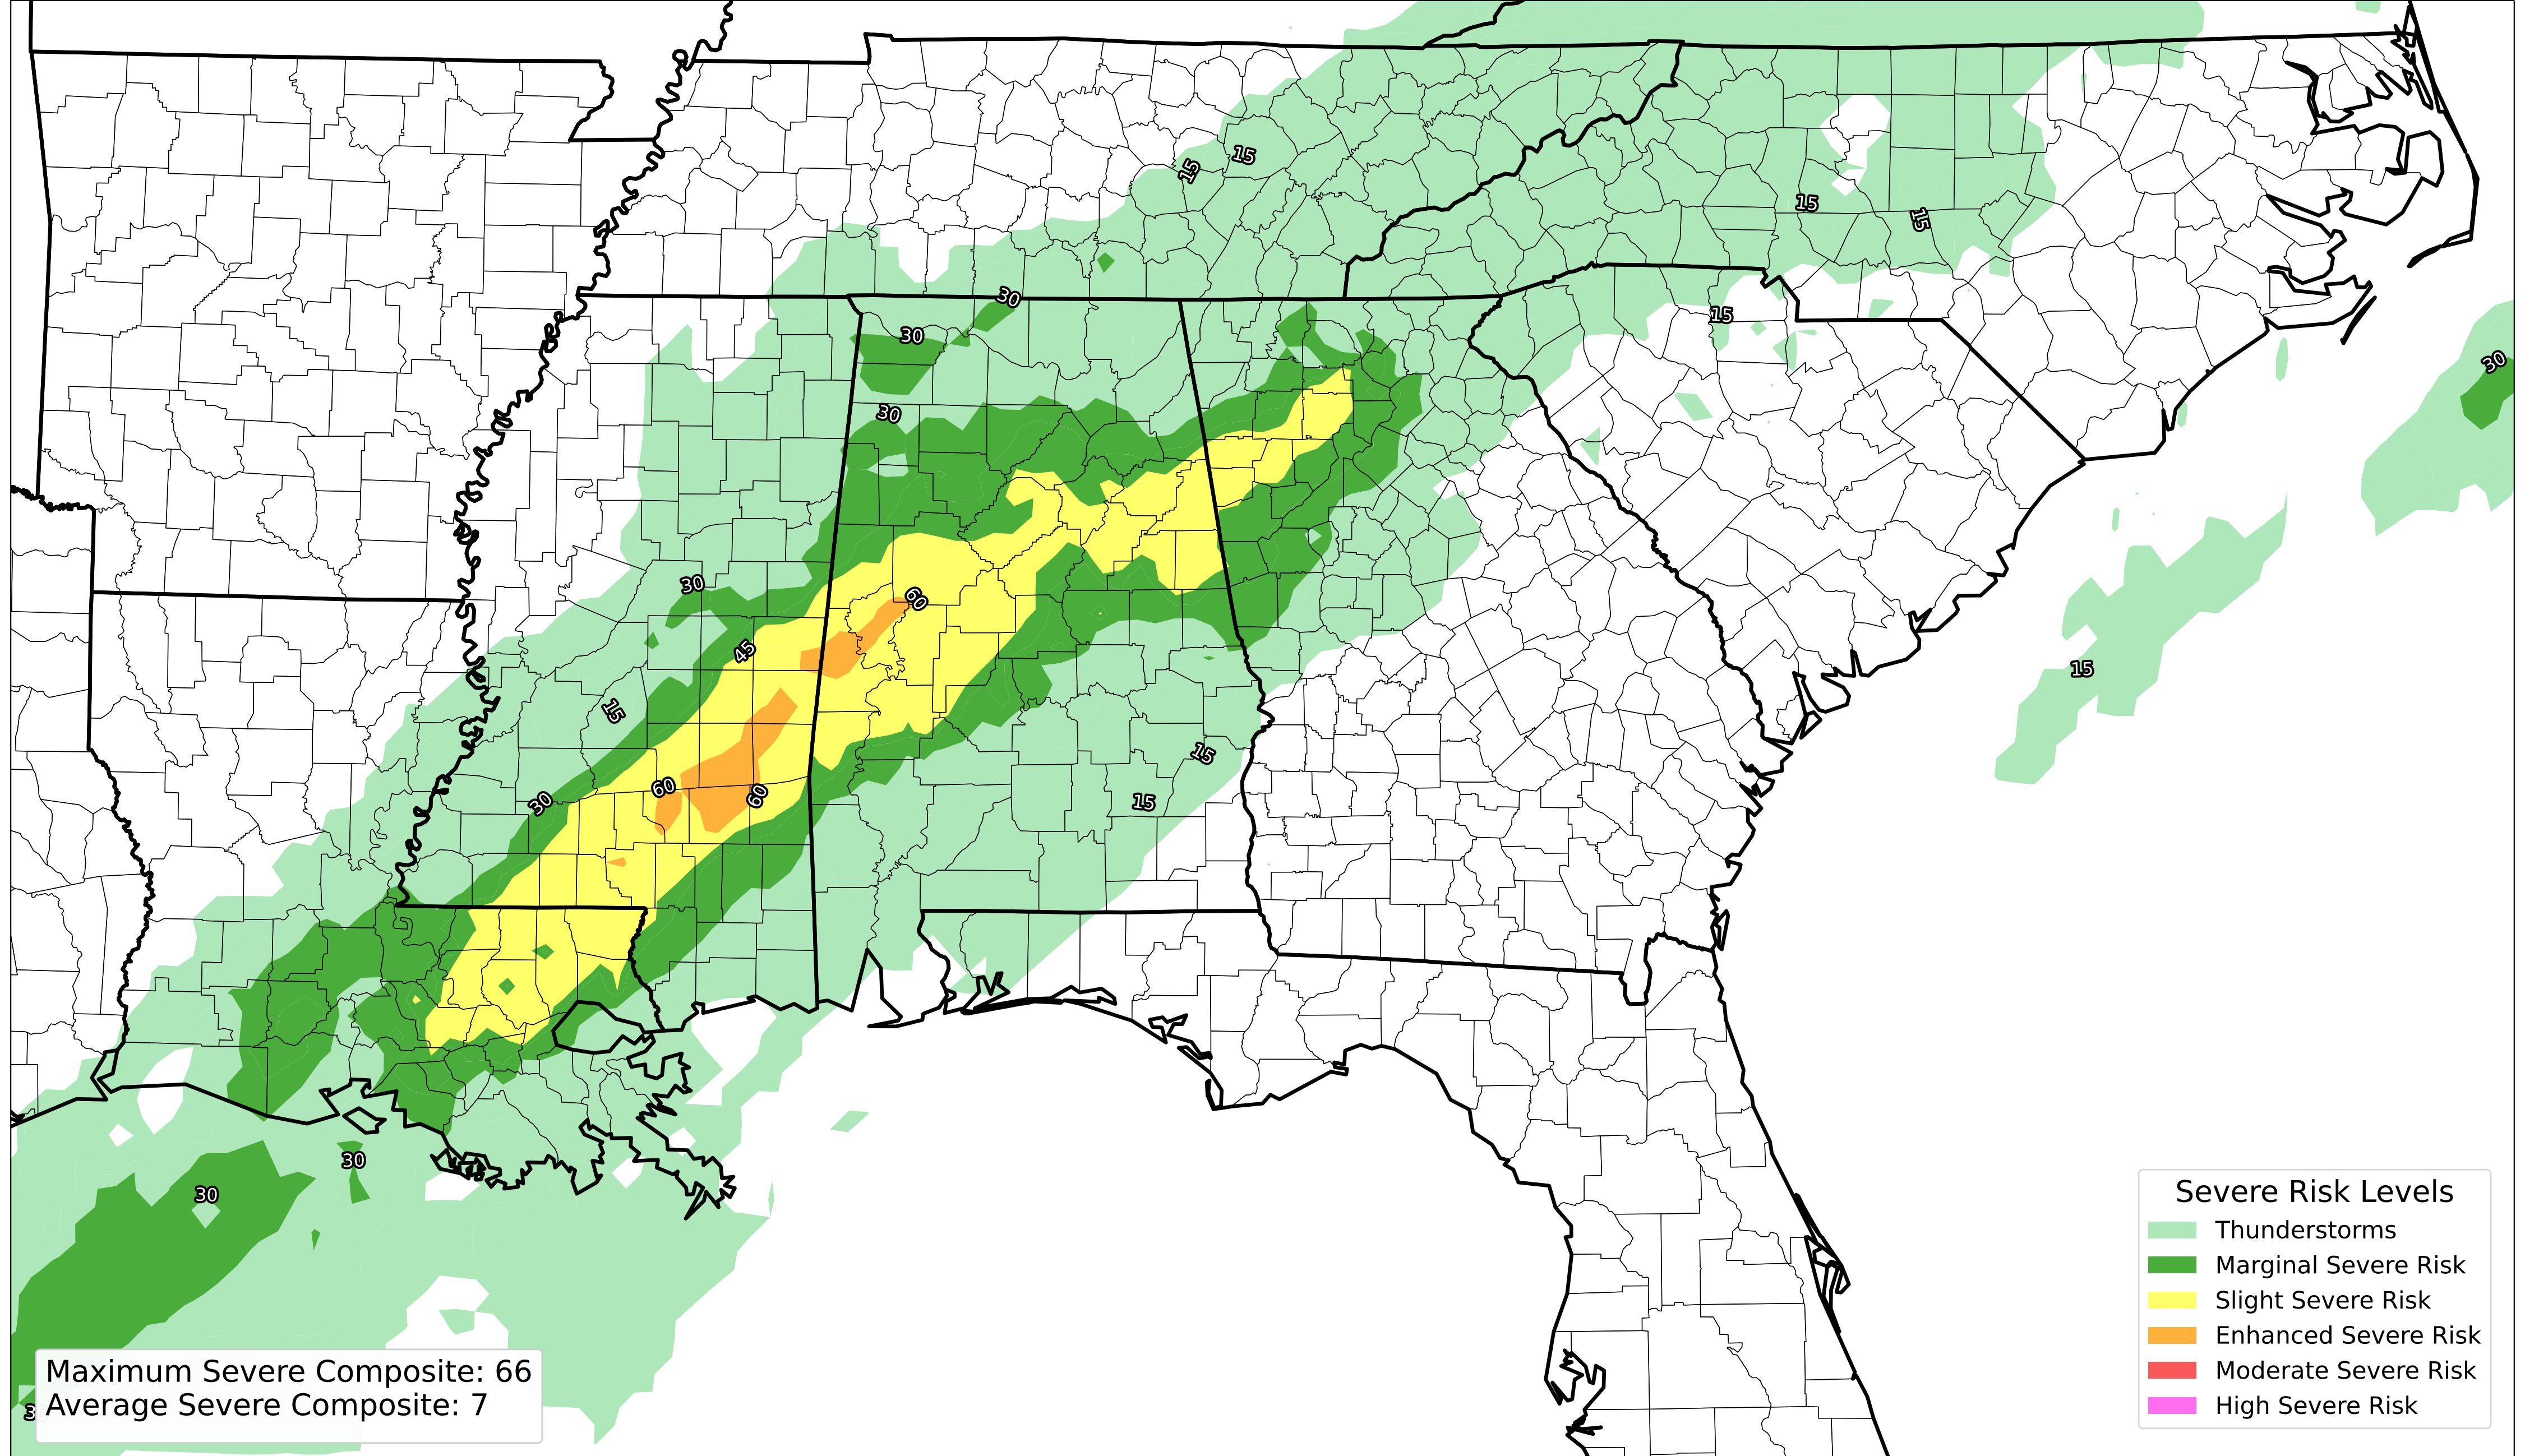 15
15
15
15
30
15
30
30
30
30
60
45
15
15
15
60
60
30
15
30
30
Severe Risk Levels
Thunderstorms
Marginal Severe Risk
Slight Severe Risk
Enhanced Severe Risk
Moderate Severe Risk
High Severe Risk
Maximum Severe Composite: 66
Average Severe Composite: 7